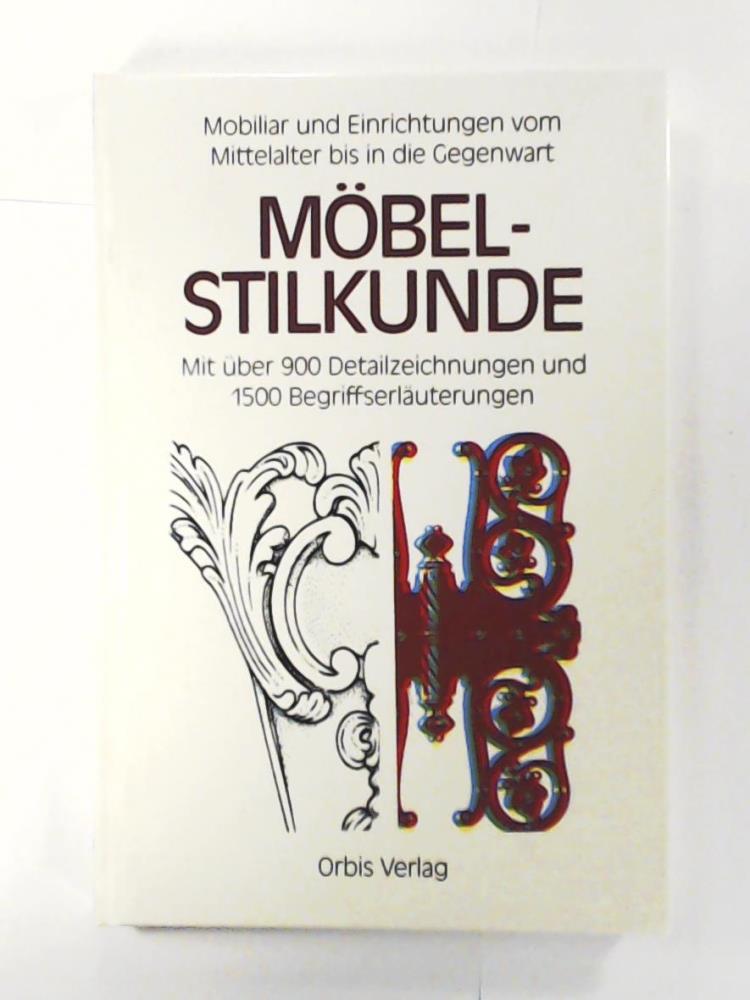 Mobiliar und Einrichtungen vom
Mittelalter bis in die Gegenwart
MÖBEL-
STILKUNDE
Mit über 900 Detailzeichnungen und
1500 Begriffserläuterungen
Orbis Verlag